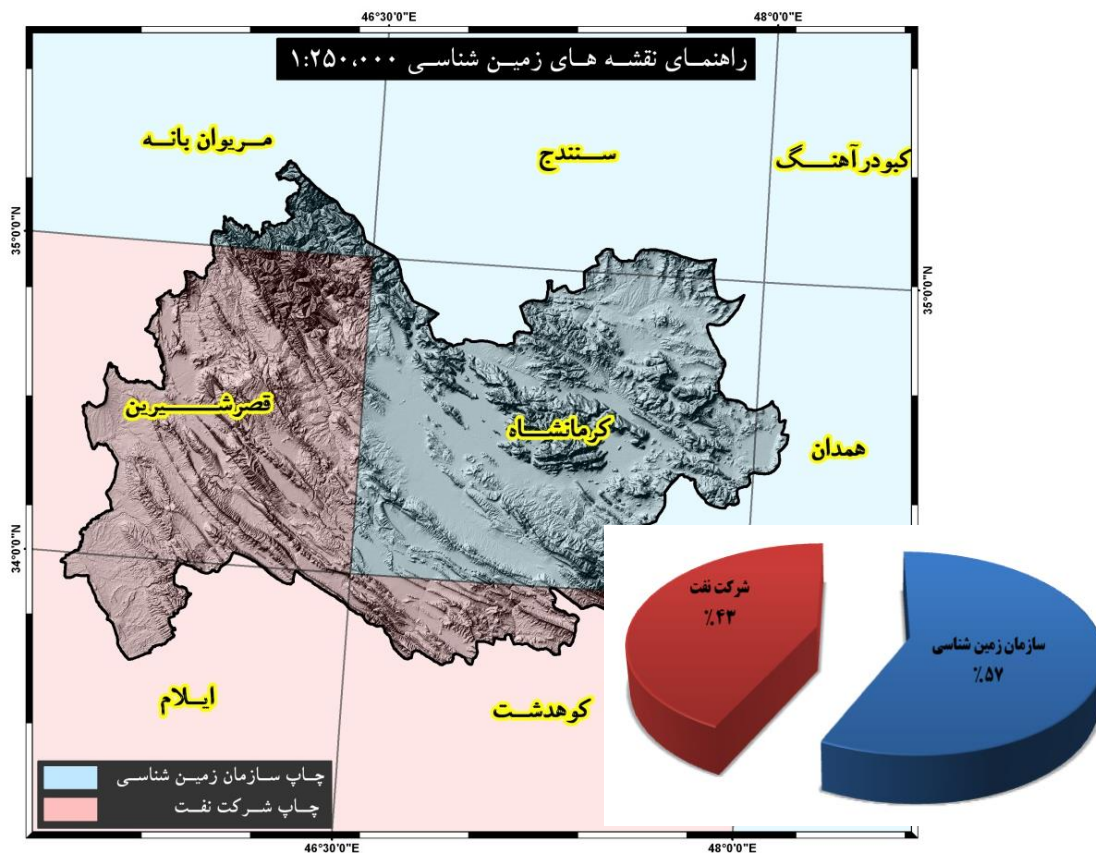 46°30'0"E
48°0'0"E
راهنمای نقشه های زمین شناسی ۱:۲۵۰،۰۰۰
مریوان بانه
سنندج
کبودرآهنگ
35°0'0"N
35°0'0"N
قصرشیرین
کرمانشاه
همدان
34°0'0"N
شرکت نفت
٪۴۳
سازمان زمین شناسی
٪۵۷
ایلام
کوهدشت
چاپ سازمان زمین شناسی
چاپ شرکت نفت
46°30'0"E
48°0'0"E